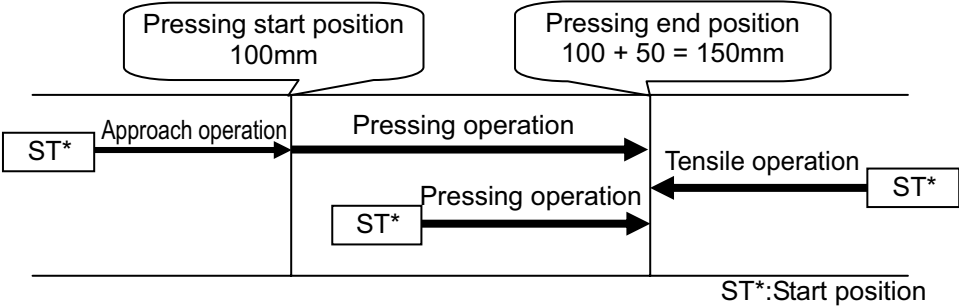 Pressing start position
100mm
Pressing end position
100 + 50 = 150mm
Approach operation
Pressing operation
ST*
Tensile operation
ST*
Pressing operation
ST*
ST*:Start position